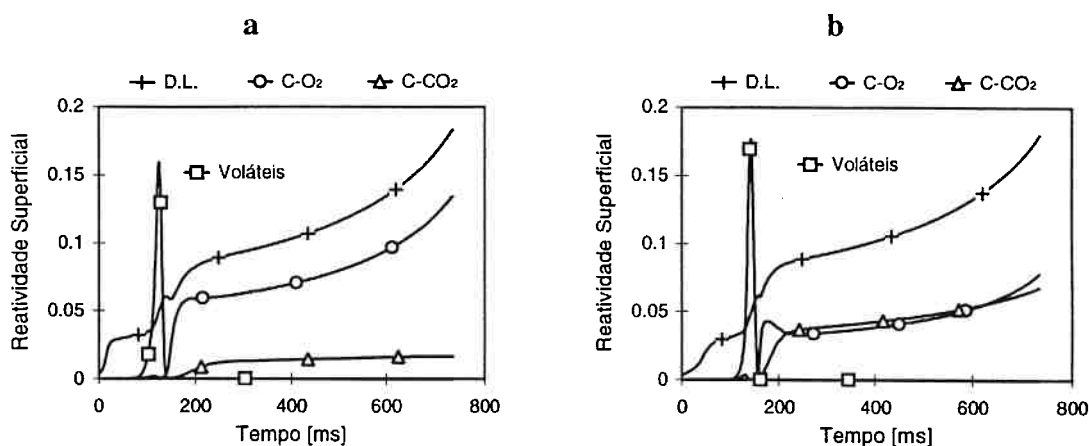 a
D.L. C-O₂ C-CO₂
Reatividade Superficial
0.2
0.15
0.1
0.05
0
Voláteis
0 200 400 600 800
Tempo [ms]
b
D.L. C-O₂ C-CO₂
Reatividade Superficial
0.2
0.15
0.1
0.05
0
Voláteis
0 200 400 600 800
Tempo [ms]